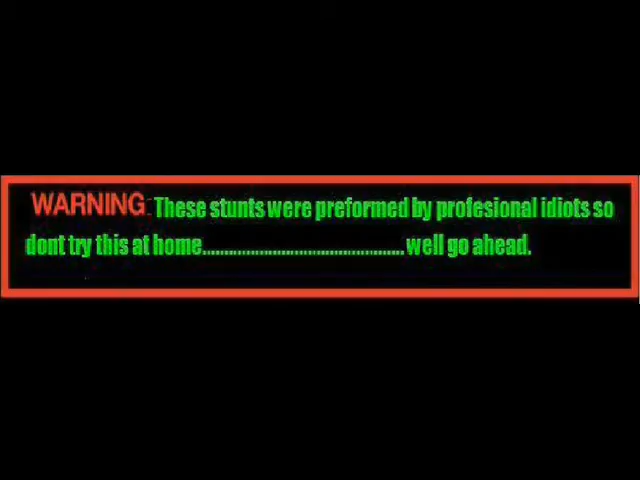 WARNING: These stunts were preformed by profesional idiots so
dont try this at home..............................................well go ahead.